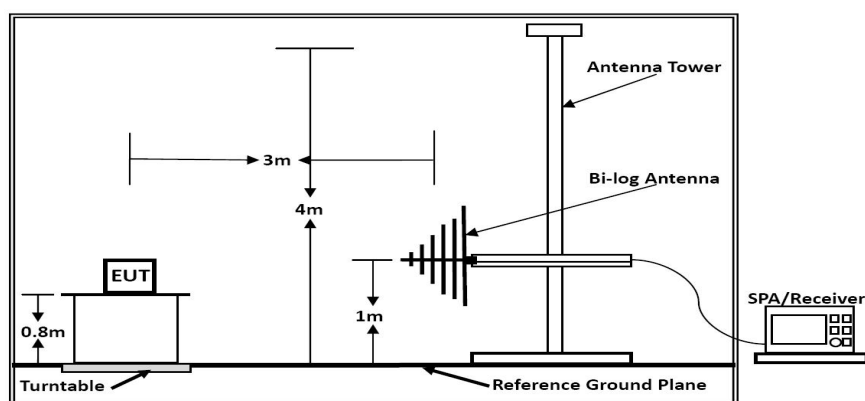 Antenna Tower
3m
Bi-log Antenna
4m
EUT
SPA/Receiver
0.8m
1m
Turntable
Reference Ground Plane